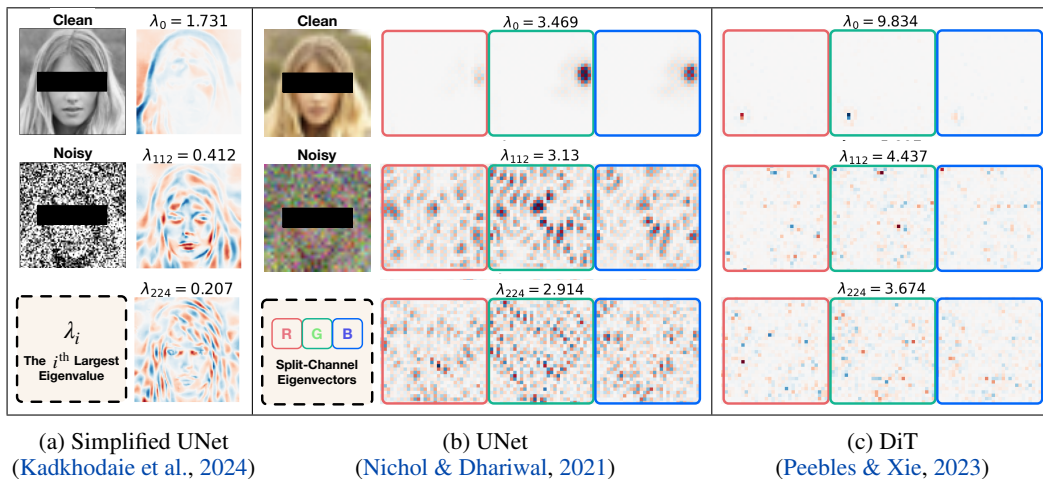 Clean
λ₀ = 1.731
Noisy
λ₁₁₂ = 0.412
λ₂₂₄ = 0.207
λᵢ
The iᵗʰ Largest
Eigenvalue
Clean
λ₀ = 3.469
Noisy
λ₁₁₂ = 3.13
λ₂₂₄ = 2.914
R G B
Split-Channel
Eigenvectors
λ₀ = 9.834
λ₁₁₂ = 4.437
λ₂₂₄ = 3.674
(a) Simplified UNet
(Kadkhodaie et al., 2024)
(b) UNet
(Nichol & Dhariwal, 2021)
(c) DiT
(Peebles & Xie, 2023)